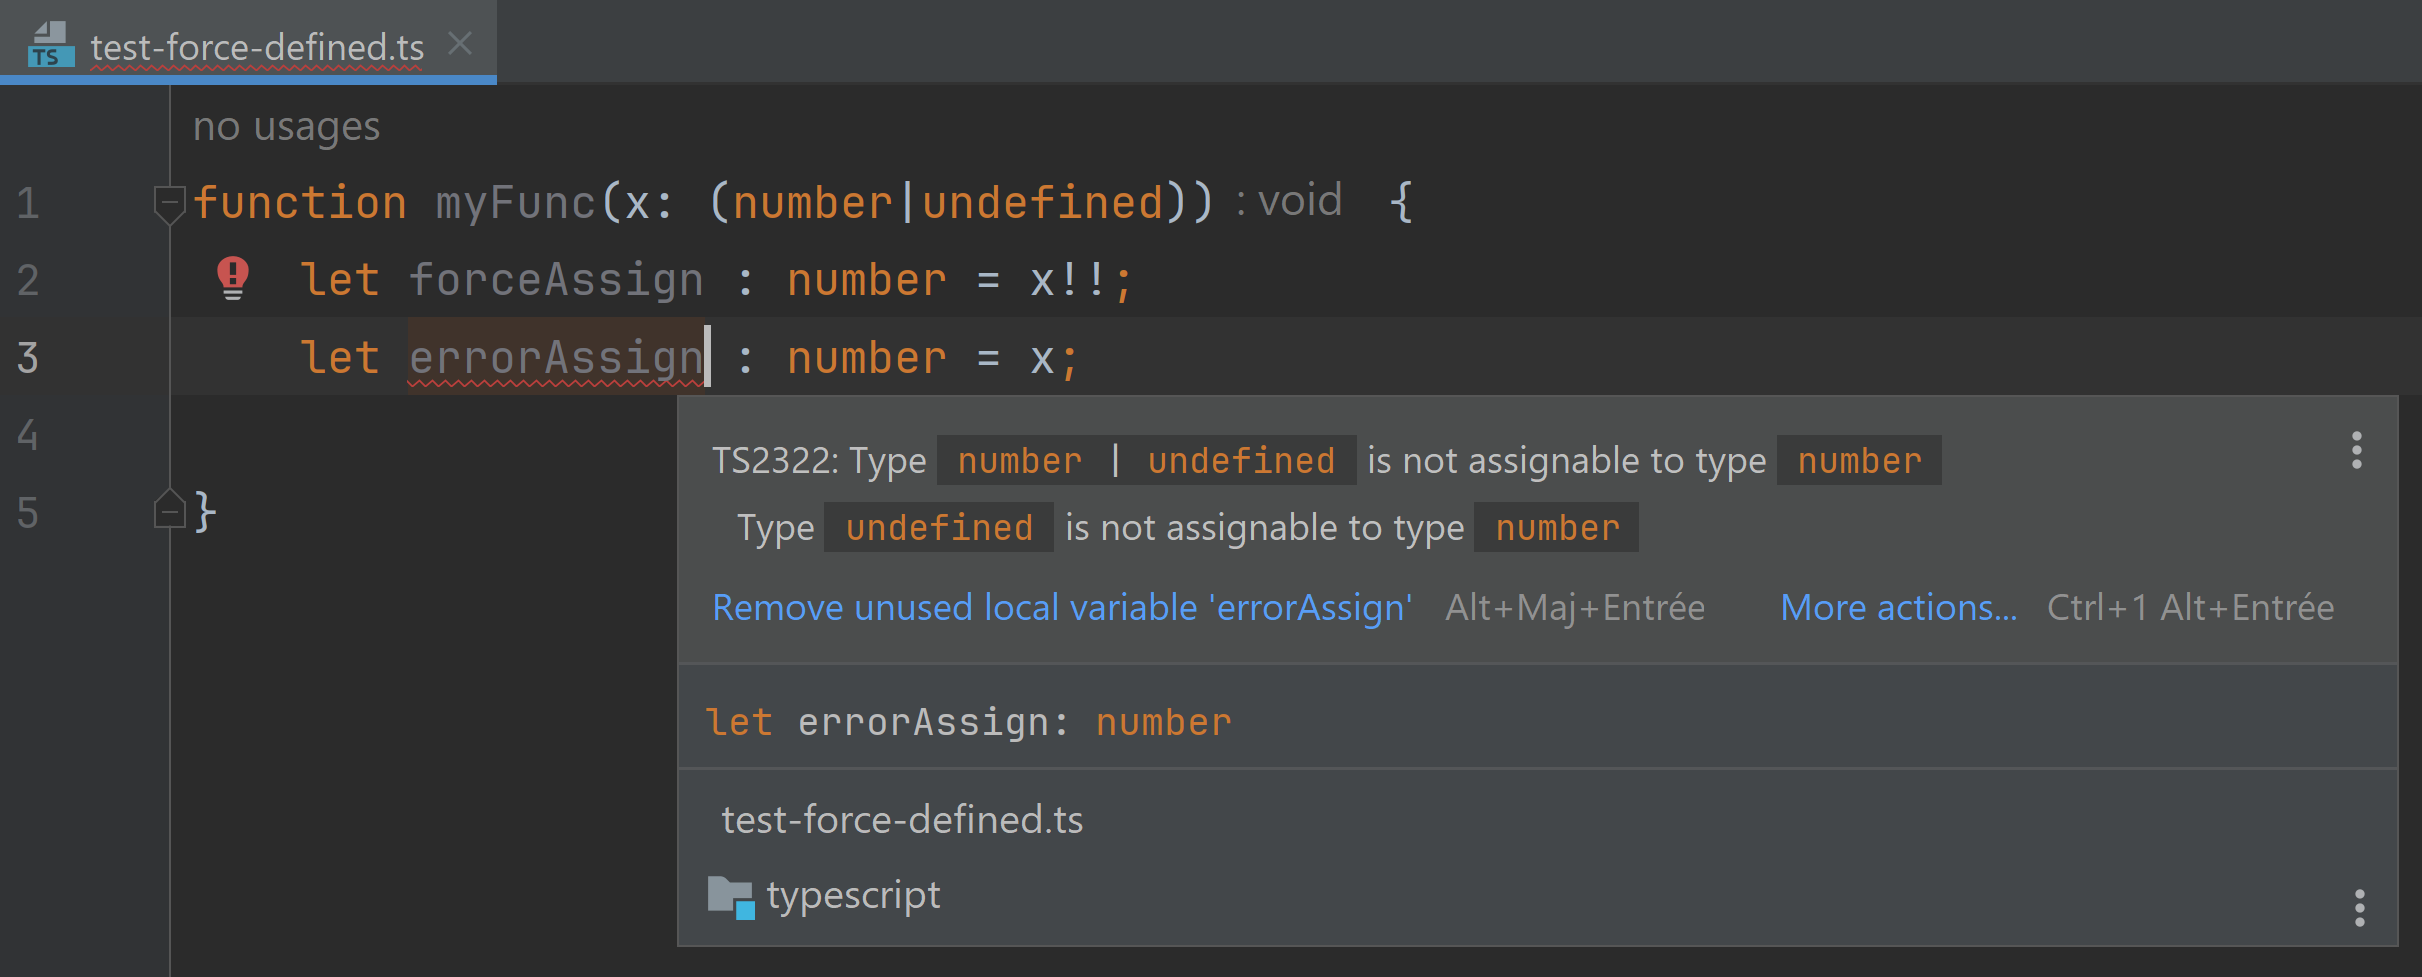 TS test-force-defined.ts
no usages
1 function myFunc(x: (number|undefined)) : void {
2 let forceAssign : number = x!!;
3 let errorAssign : number = x;
4
5 }
TS2322: Type number | undefined is not assignable to type number
Type undefined is not assignable to type number
Remove unused local variable 'errorAssign' Alt+Maj+Entrée More actions... Ctrl+1 Alt+Entrée
let errorAssign: number
test-force-defined.ts
typescript